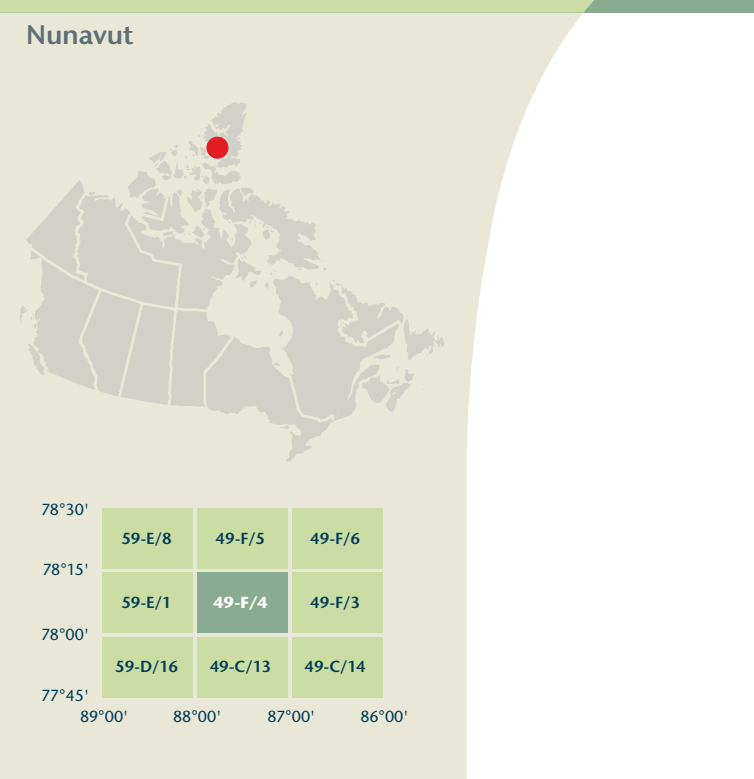 Nunavut
78°30'
59-E/8 49-F/5 49-F/6
78°15'
59-E/1 49-F/4 49-F/3
78°00'
59-D/16 49-C/13 49-C/14
77°45'
89°00' 88°00' 87°00' 86°00'